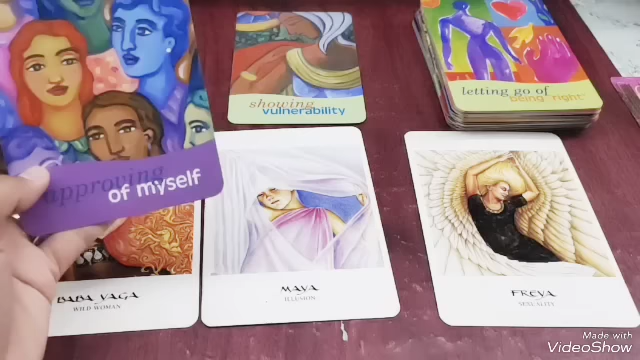 showing
vulnerability
letting go of
being "right"
approving
of myself
BABA YAGA
WILD WOMAN
MAYA
ILLUSION
FREYA
SENSUALITY
Made with
VideoShow